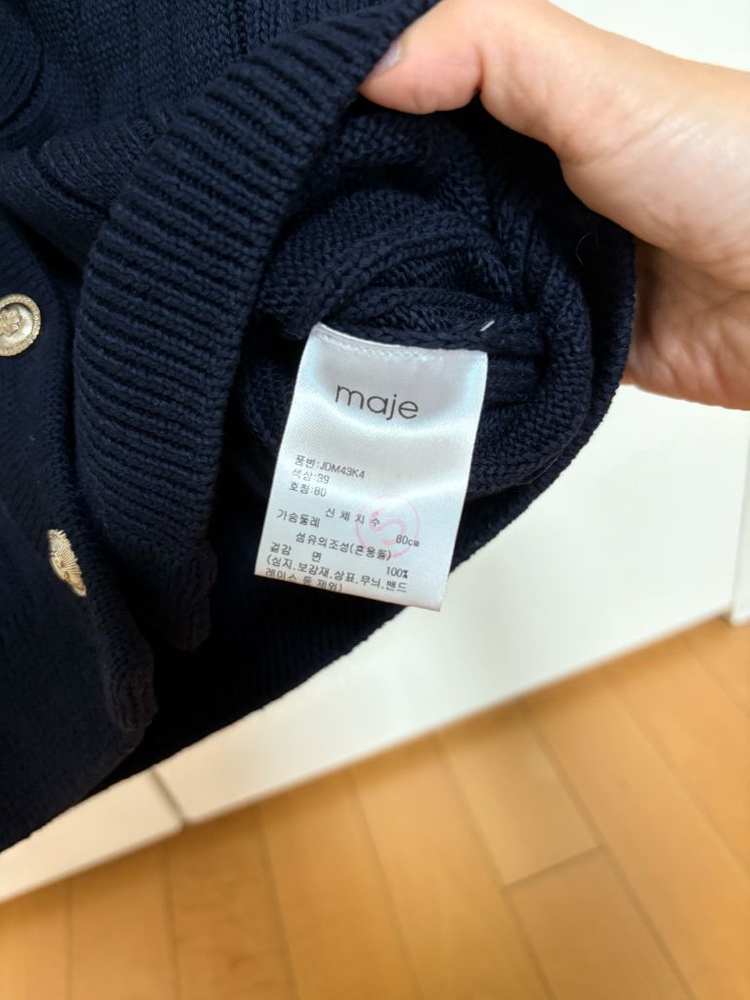 maje
품번:JDM43K4
색상:39
호칭:80
신체치수
가슴둘레 80cm
섬유의조성(혼용율)
겉감 면 100%
(심지,보강재,상표,무늬,밴드
레이스 등 제외)